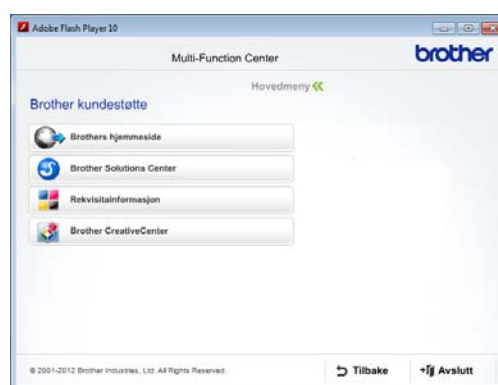 Adobe Flash Player 10
Multi-Function Center
brother
Hovedmeny
Brother kundestøtte
Brothers hjemmeside
Brother Solutions Center
Rekvisitainformasjon
Brother CreativeCenter
© 2001-2012 Brother Industries, Ltd. All Rights Reserved.
Tilbake
Avslutt